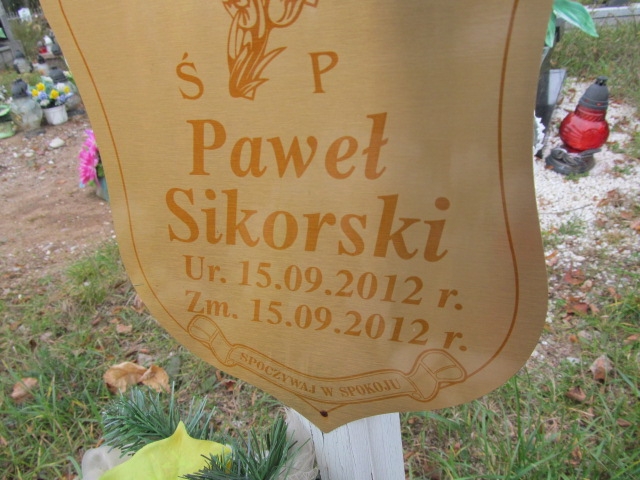 Ś P
Paweł
Sikorski
Ur. 15.09.2012 r.
Zm. 15.09.2012 r.
SPOCZYWAJ W SPOKOJU